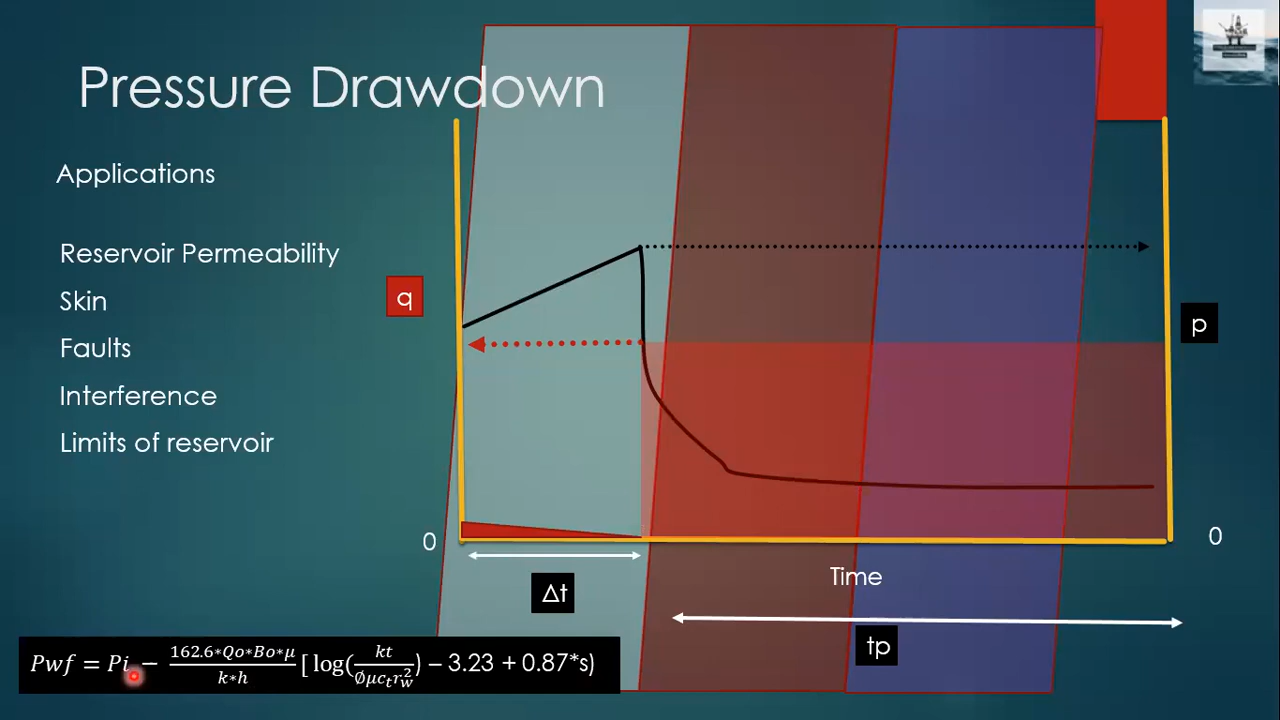 Pressure Drawdown
Applications
Reservoir Permeability
Skin
Faults
Interference
Limits of reservoir
q
p
0
0
Time
Δt
tp
Pwf = Pi − 162.6*Qo*Bo*μ / k*h [ log(kt / ∅μcₜr_w²) – 3.23 + 0.87*s)